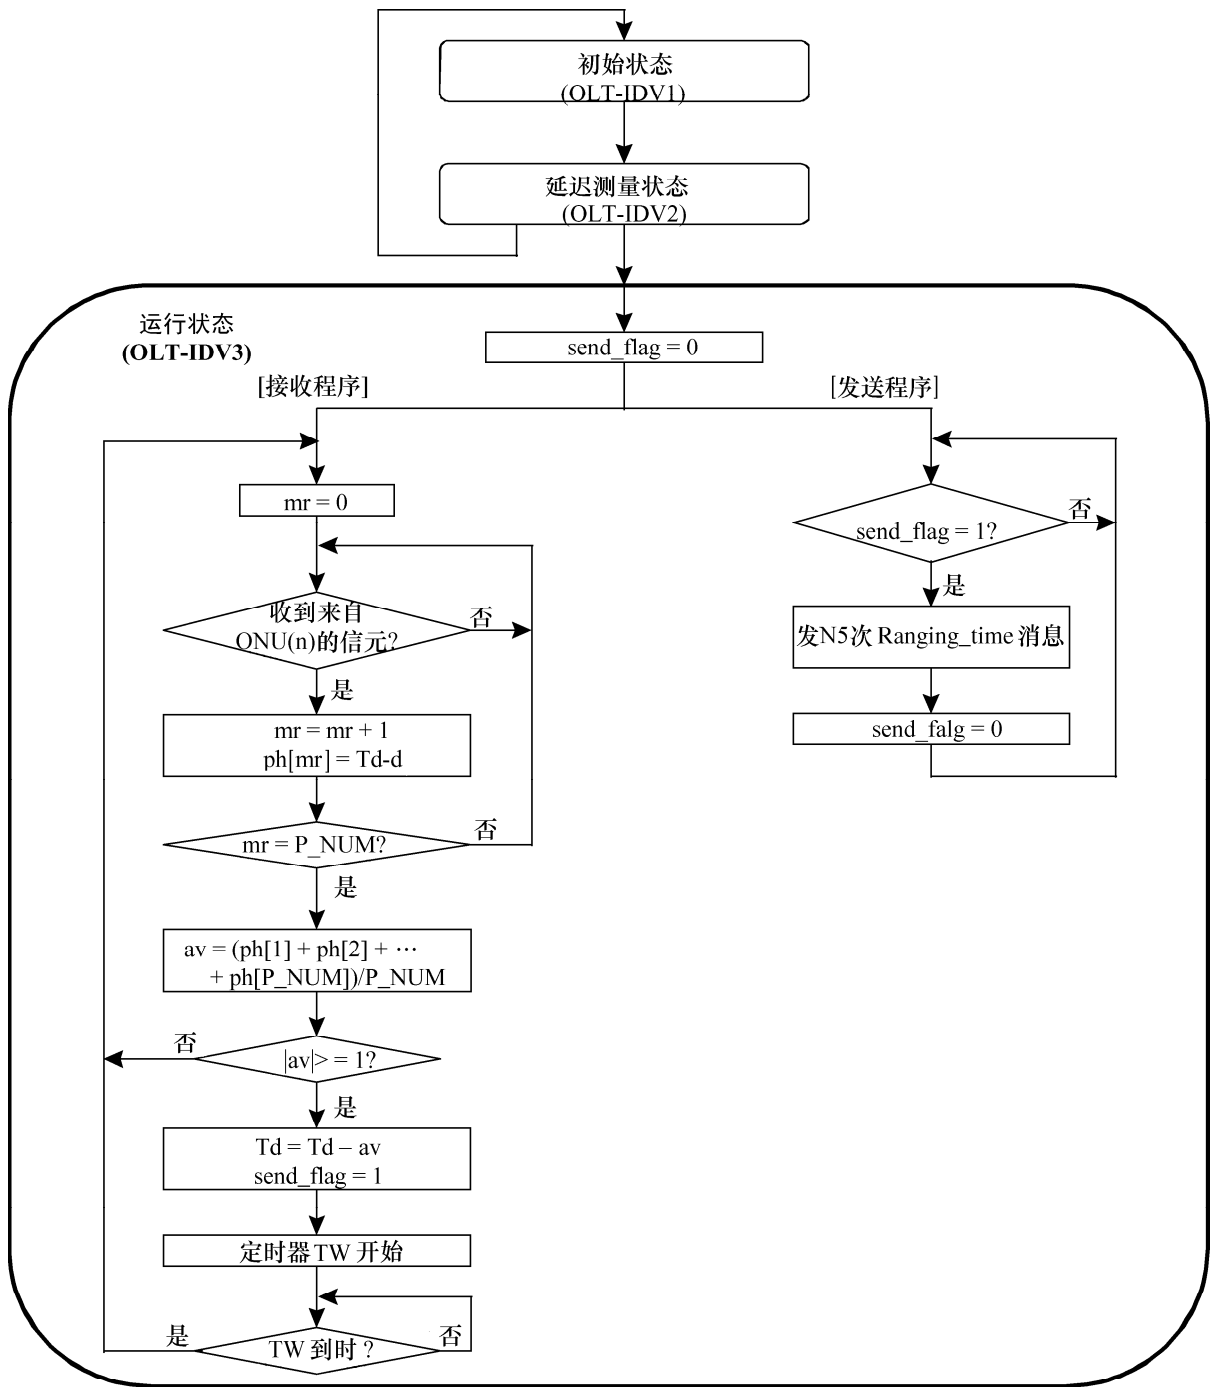 初始状态
(OLT-IDV1)
延迟测量状态
(OLT-IDV2)
运行状态
(OLT-IDV3)
send_flag = 0
[接收程序]
[发送程序]
mr = 0
收到来自
ONU(n)的信元?
否
是
mr = mr + 1
ph[mr] = Td-d
mr = P_NUM?
否
是
av = (ph[1] + ph[2] + ⋯
+ ph[P_NUM])/P_NUM
|av|> = 1?
否
是
Td = Td – av
send_flag = 1
定时器 TW 开始
TW 到时?
是
否
send_flag = 1?
否
是
发N5次 Ranging_time 消息
send_falg = 0